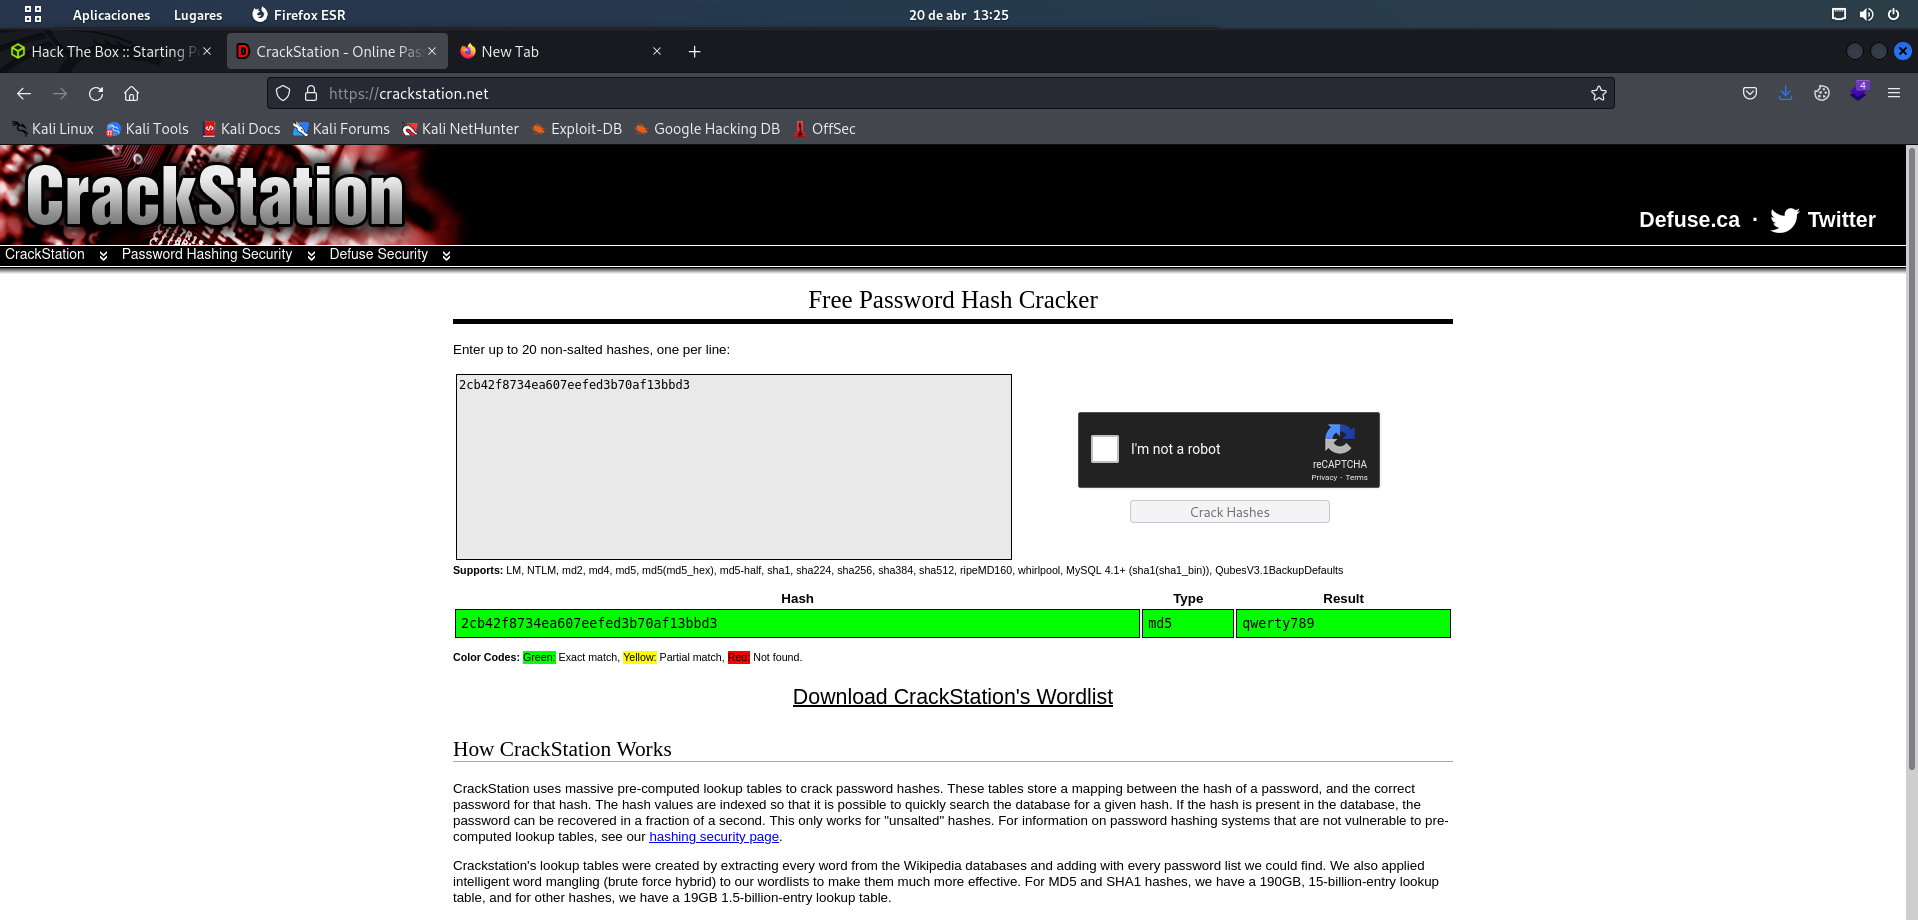 Aplicaciones Lugares Firefox ESR 20 de abr 13:25
Hack The Box :: Starting P CrackStation - Online Pas New Tab
https://crackstation.net 4
Kali Linux Kali Tools Kali Docs Kali Forums Kali NetHunter Exploit-DB Google Hacking DB OffSec
CrackStation
Defuse.ca · Twitter
CrackStation Password Hashing Security Defuse Security
Free Password Hash Cracker
Enter up to 20 non-salted hashes, one per line:
2cb42f8734ea607eefed3b70af13bbd3
I'm not a robot
reCAPTCHA
Privacy - Terms
Crack Hashes
Supports: LM, NTLM, md2, md4, md5, md5(md5_hex), md5-half, sha1, sha224, sha256, sha384, sha512, ripeMD160, whirlpool, MySQL 4.1+ (sha1(sha1_bin)), QubesV3.1BackupDefaults
Hash Type Result
2cb42f8734ea607eefed3b70af13bbd3 md5 qwerty789
Color Codes: Green: Exact match, Yellow: Partial match, Red: Not found.
Download CrackStation's Wordlist
How CrackStation Works
CrackStation uses massive pre-computed lookup tables to crack password hashes. These tables store a mapping between the hash of a password, and the correct
password for that hash. The hash values are indexed so that it is possible to quickly search the database for a given hash. If the hash is present in the database, the
password can be recovered in a fraction of a second. This only works for "unsalted" hashes. For information on password hashing systems that are not vulnerable to pre-
computed lookup tables, see our hashing security page.
Crackstation's lookup tables were created by extracting every word from the Wikipedia databases and adding with every password list we could find. We also applied
intelligent word mangling (brute force hybrid) to our wordlists to make them much more effective. For MD5 and SHA1 hashes, we have a 190GB, 15-billion-entry lookup
table, and for other hashes, we have a 19GB 1.5-billion-entry lookup table.